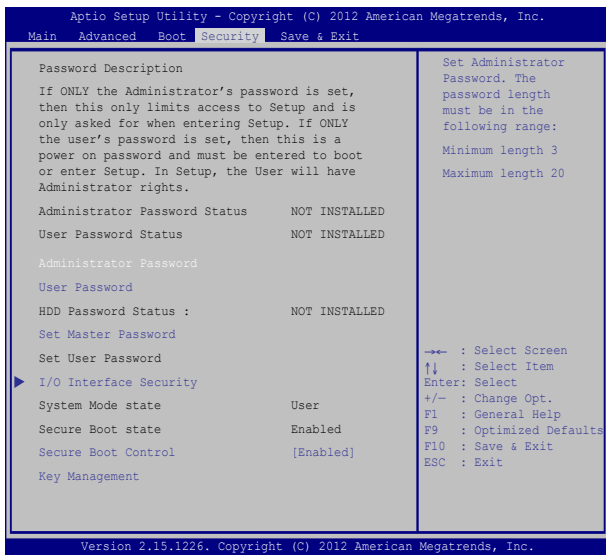 Aptio Setup Utility - Copyright (C) 2012 American Megatrends, Inc.
Main Advanced Boot Security Save & Exit
Password Description
If ONLY the Administrator's password is set,
then this only limits access to Setup and is
only asked for when entering Setup. If ONLY
the user's password is set, then this is a
power on password and must be entered to boot
or enter Setup. In Setup, the User will have
Administrator rights.
Administrator Password Status NOT INSTALLED
User Password Status NOT INSTALLED
Administrator Password
User Password
HDD Password Status : NOT INSTALLED
Set Master Password
Set User Password
I/O Interface Security
System Mode state User
Secure Boot state Enabled
Secure Boot Control [Enabled]
Key Management
Set Administrator
Password. The
password length
must be in the
following range:
Minimum length 3
Maximum length 20
→← : Select Screen
↑↓ : Select Item
Enter: Select
+/— : Change Opt.
F1 : General Help
F9 : Optimized Defaults
F10 : Save & Exit
ESC : Exit
Version 2.15.1226. Copyright (C) 2012 American Megatrends, Inc.